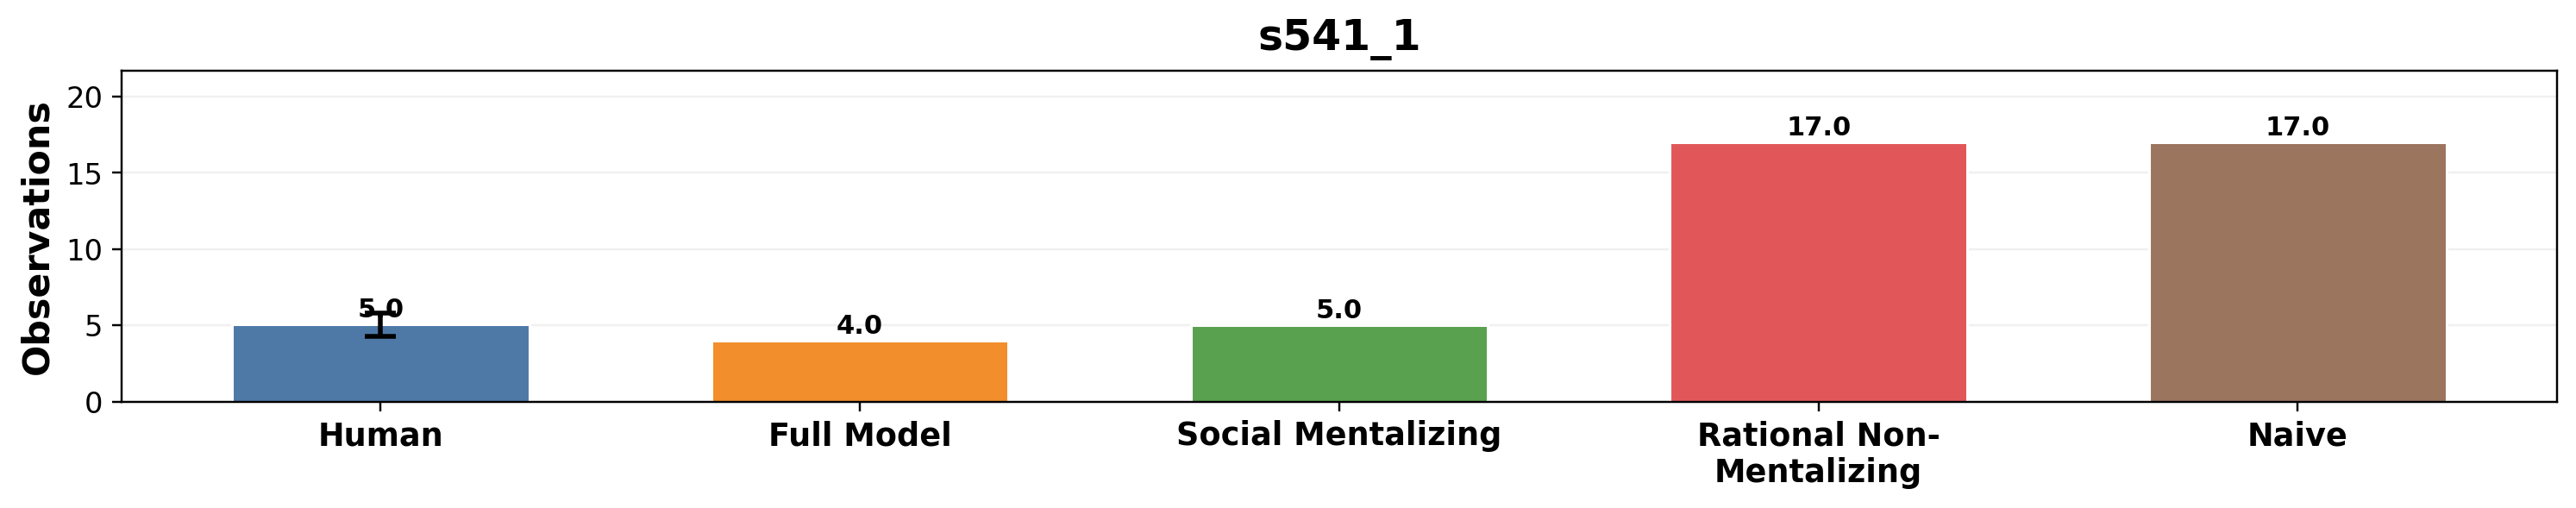 s541_1
Observations
20
15
10
5
0
5.0
4.0
5.0
17.0
17.0
Human
Full Model
Social Mentalizing
Rational Non-
Mentalizing
Naive